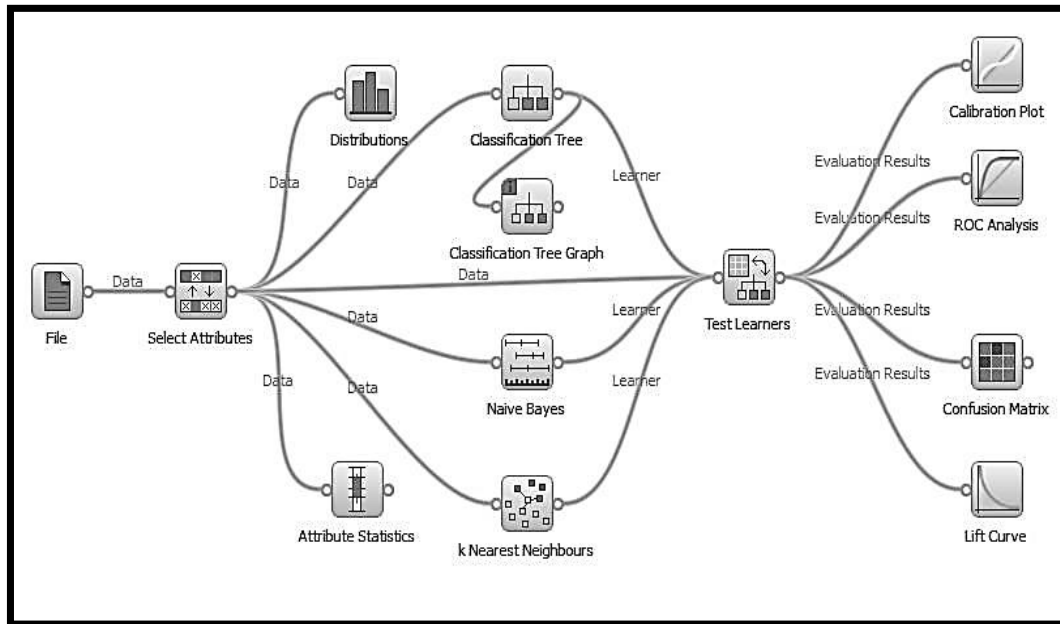 Calibration Plot
Distributions
Classification Tree
Evaluation Results
Data
Data
Learner
Evaluation Results
ROC Analysis
Classification Tree Graph
Data
Data
File
Select Attributes
Test Learners
Data
Learner
Evaluation Results
Data
Data
Learner
Evaluation Results
Naive Bayes
Confusion Matrix
Attribute Statistics
k Nearest Neighbours
Lift Curve